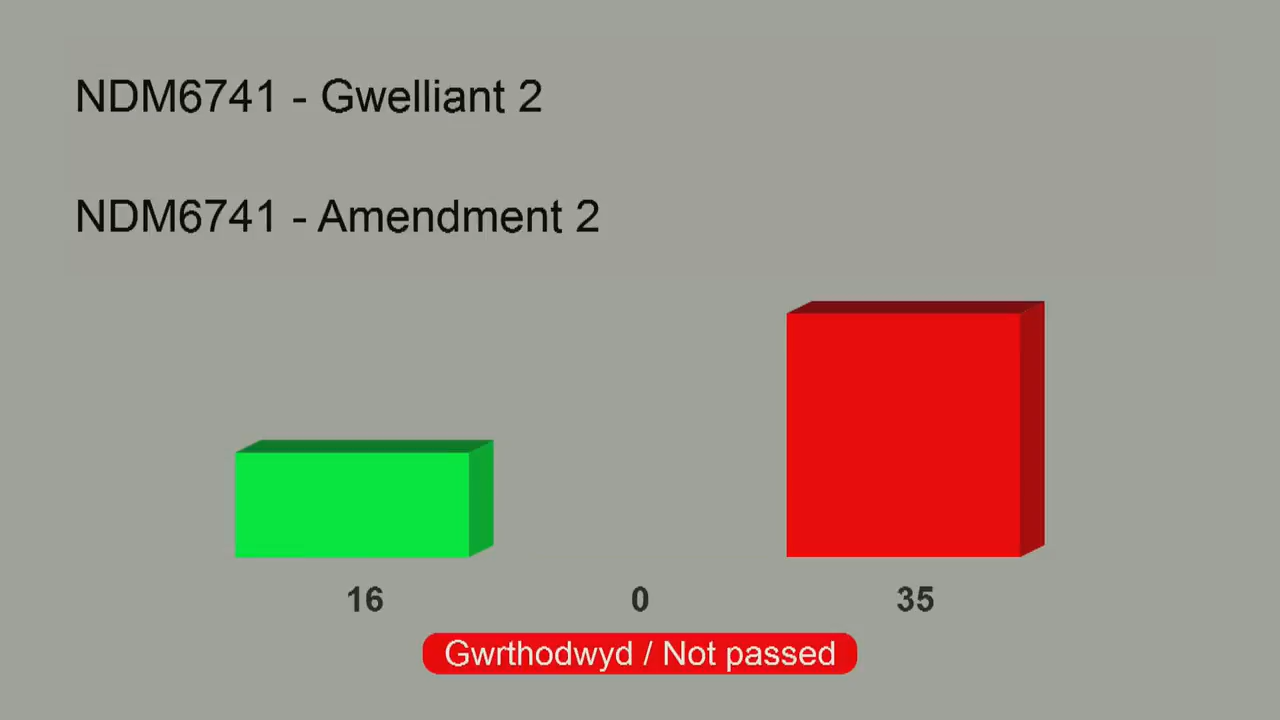 NDM6741 - Gwelliant 2
NDM6741 - Amendment 2
16 0 35
Gwrthodwyd / Not passed